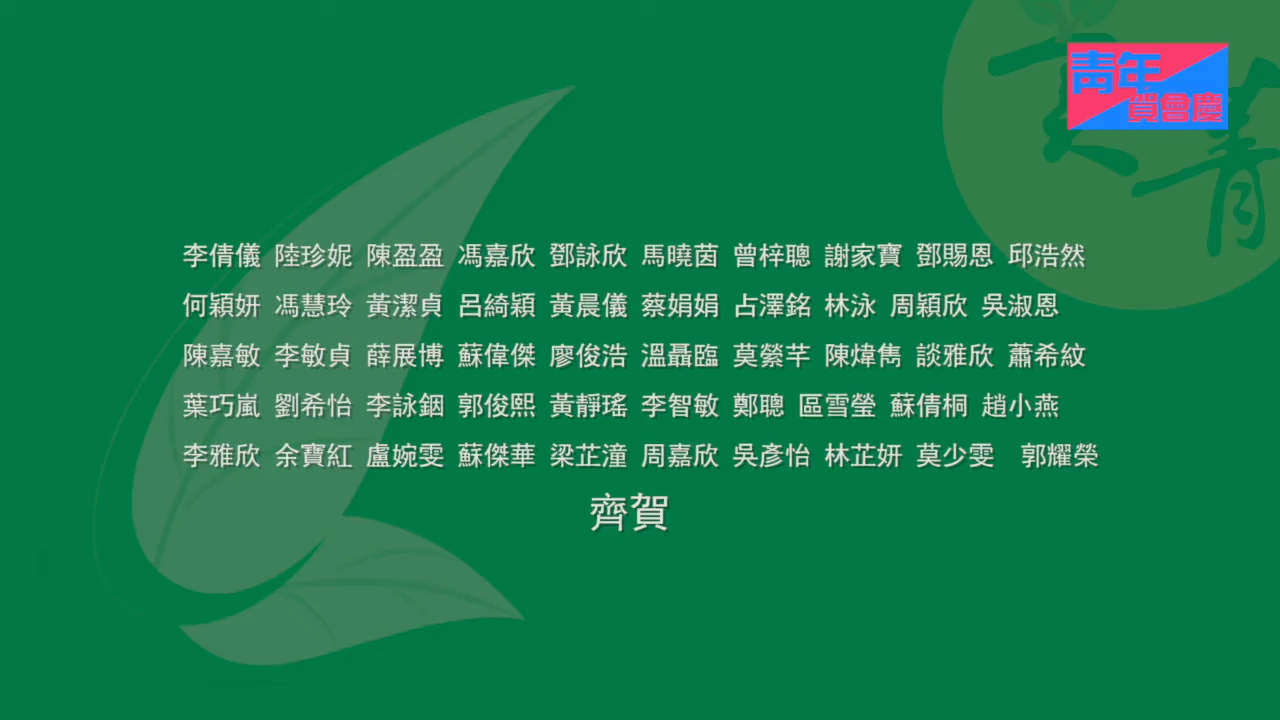 青年
賀會慶
李倩儀 陸珍妮 陳盈盈 馮嘉欣 鄧詠欣 馬曉茵 曾梓聰 謝家寶 鄧賜恩 邱浩然
何穎妍 馮慧玲 黃潔貞 呂綺穎 黃晨儀 蔡娟娟 占澤銘 林泳 周穎欣 吳淑恩
陳嘉敏 李敏貞 薛展博 蘇偉傑 廖俊浩 溫聶臨 莫縈芊 陳煒雋 談雅欣 蕭希紋
葉巧嵐 劉希怡 李詠銦 郭俊熙 黃靜瑤 李智敏 鄭聰 區雪瑩 蘇倩桐 趙小燕
李雅欣 余寶紅 盧婉雯 蘇傑華 梁芷潼 周嘉欣 吳彥怡 林芷妍 莫少雯 郭耀榮
齊賀